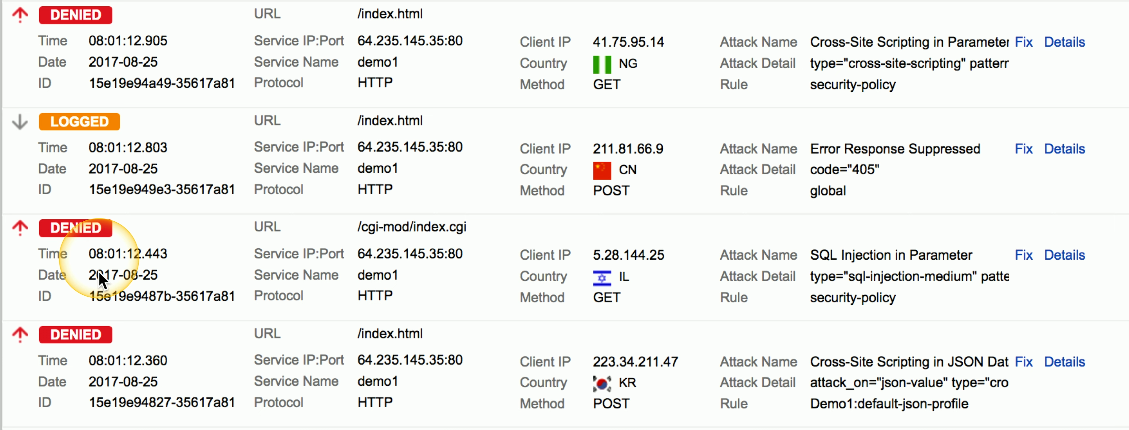 DENIED URL /index.html
Time 08:01:12.905 Service IP:Port 64.235.145.35:80 Client IP 41.75.95.14 Attack Name Cross-Site Scripting in Parameter Fix Details
Date 2017-08-25 Service Name demo1 Country NG Attack Detail type="cross-site-scripting" pattern
ID 15e19e94a49-35617a81 Protocol HTTP Method GET Rule security-policy
LOGGED URL /index.html
Time 08:01:12.803 Service IP:Port 64.235.145.35:80 Client IP 211.81.66.9 Attack Name Error Response Suppressed Fix Details
Date 2017-08-25 Service Name demo1 Country CN Attack Detail code="405"
ID 15e19e949e3-35617a81 Protocol HTTP Method POST Rule global
DENIED URL /cgi-mod/index.cgi
Time 08:01:12.443 Service IP:Port 64.235.145.35:80 Client IP 5.28.144.25 Attack Name SQL Injection in Parameter Fix Details
Date 2017-08-25 Service Name demo1 Country IL Attack Detail type="sql-injection-medium" patte
ID 15e19e9487b-35617a81 Protocol HTTP Method GET Rule security-policy
DENIED URL /index.html
Time 08:01:12.360 Service IP:Port 64.235.145.35:80 Client IP 223.34.211.47 Attack Name Cross-Site Scripting in JSON Dat Fix Details
Date 2017-08-25 Service Name demo1 Country KR Attack Detail attack_on="json-value" type="cro
ID 15e19e94827-35617a81 Protocol HTTP Method POST Rule Demo1:default-json-profile